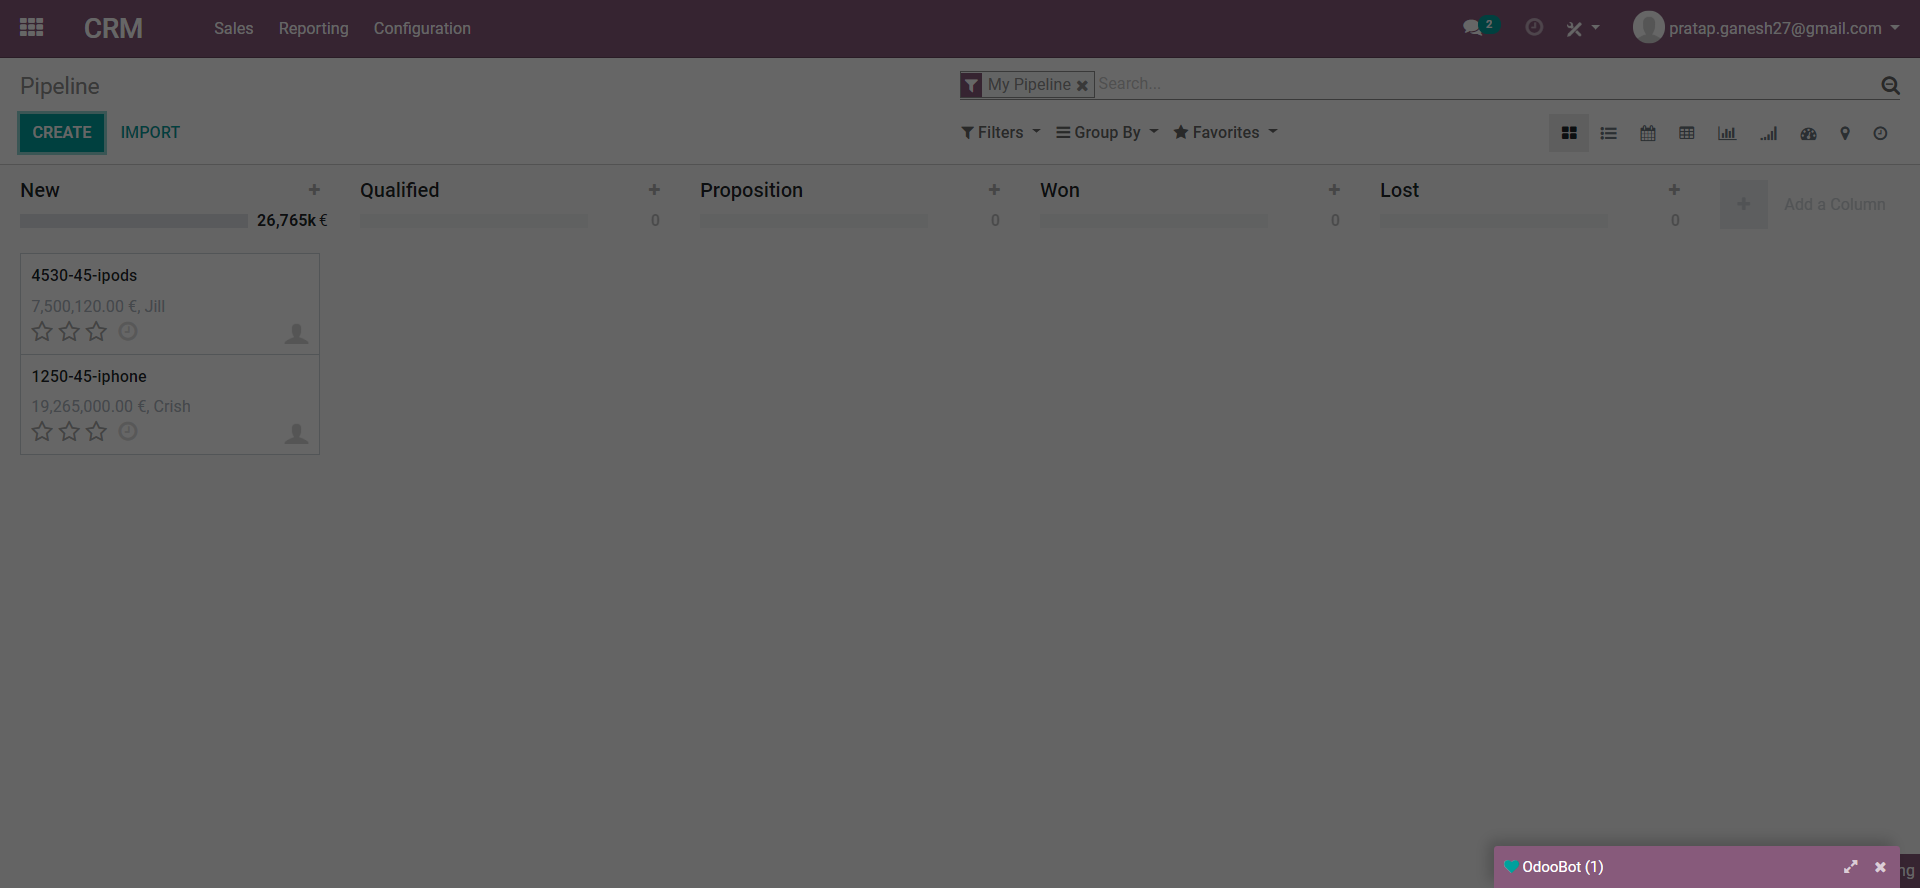 CRM Sales Reporting Configuration 2 pratap.ganesh27@gmail.com
Pipeline
My Pipeline Search...
CREATE IMPORT
Filters Group By Favorites
New Qualified Proposition Won Lost
26,765k € 0 0 0 0
Add a Column
4530-45-ipods
7,500,120.00 €, Jill
1250-45-iphone
19,265,000.00 €, Crish
OdooBot (1)